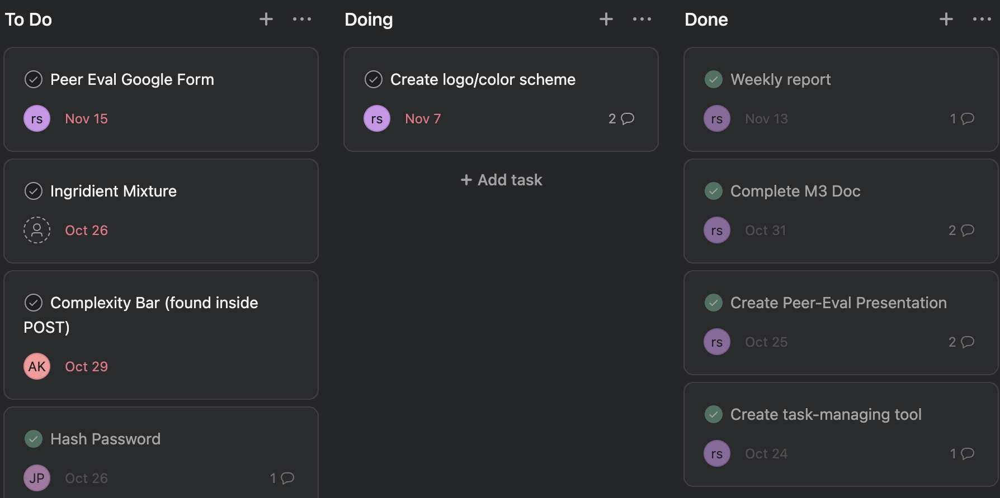 To Do
Peer Eval Google Form
rs Nov 15
Ingridient Mixture
Oct 26
Complexity Bar (found inside
POST)
AK Oct 29
Hash Password
JP Oct 26 1
Doing
Create logo/color scheme
rs Nov 7 2
+ Add task
Done
Weekly report
rs Nov 13 1
Complete M3 Doc
rs Oct 31 2
Create Peer-Eval Presentation
rs Oct 25 2
Create task-managing tool
rs Oct 24 1